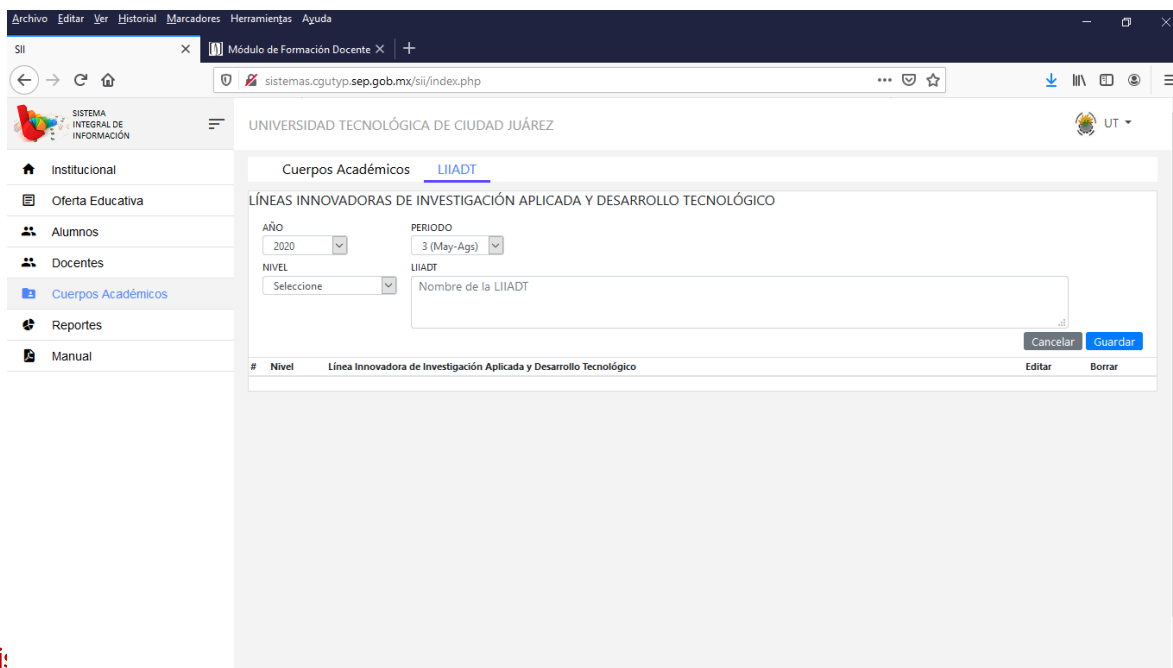 Archivo Editar Ver Historial Marcadores Herramientas Ayuda
SII
Módulo de Formación Docente
sistemas.cgutyp.sep.gob.mx/sii/index.php
SISTEMA
INTEGRAL DE
INFORMACIÓN
UNIVERSIDAD TECNOLÓGICA DE CIUDAD JUÁREZ
UT
Institucional
Oferta Educativa
Alumnos
Docentes
Cuerpos Académicos
Reportes
Manual
Cuerpos Académicos LIIADT
LÍNEAS INNOVADORAS DE INVESTIGACIÓN APLICADA Y DESARROLLO TECNOLÓGICO
AÑO PERIODO
2020 3 (May-Ags)
NIVEL LIIADT
Seleccione Nombre de la LIIADT
Cancelar Guardar
# Nivel Línea Innovadora de Investigación Aplicada y Desarrollo Tecnológico Editar Borrar